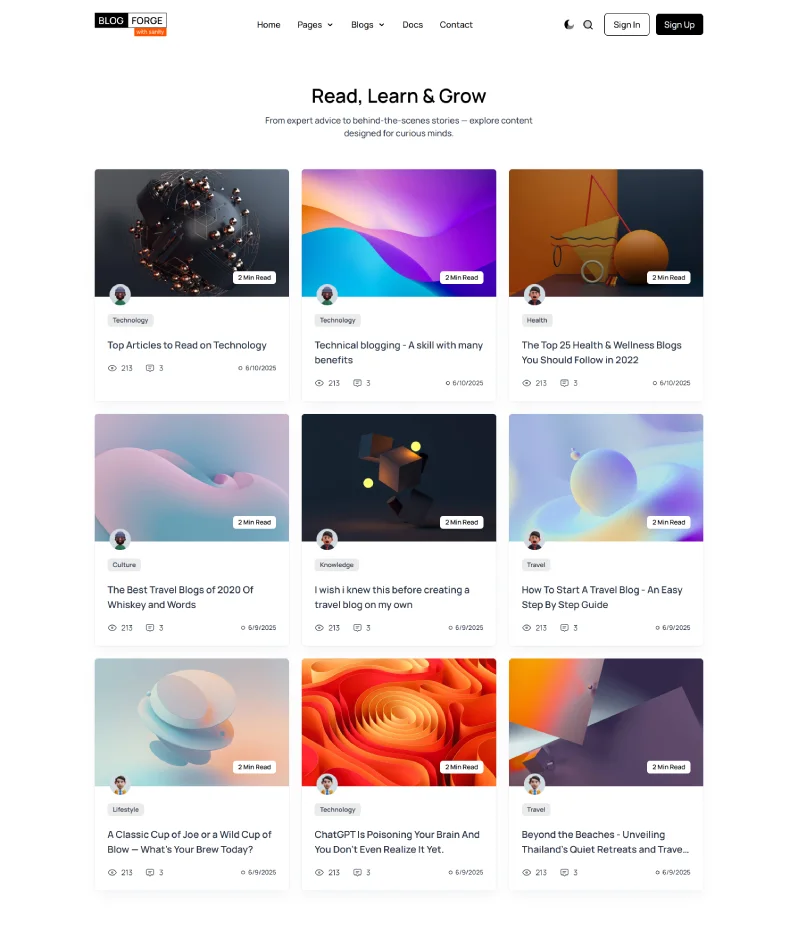 BLOG FORGE
with sanity
Home Pages Blogs Docs Contact
Sign In Sign Up
Read, Learn & Grow
From expert advice to behind-the-scenes stories — explore content
designed for curious minds.
2 Min Read
Technology
Top Articles to Read on Technology
213 3 6/10/2025
2 Min Read
Technology
Technical blogging - A skill with many
benefits
213 3 6/10/2025
2 Min Read
Health
The Top 25 Health & Wellness Blogs
You Should Follow in 2022
213 3 6/10/2025
2 Min Read
Culture
The Best Travel Blogs of 2020 Of
Whiskey and Words
213 3 6/9/2025
2 Min Read
Knowledge
I wish i knew this before creating a
travel blog on my own
213 3 6/9/2025
2 Min Read
Travel
How To Start A Travel Blog - An Easy
Step By Step Guide
213 3 6/9/2025
2 Min Read
Lifestyle
A Classic Cup of Joe or a Wild Cup of
Blow — What's Your Brew Today?
213 3 6/9/2025
2 Min Read
Technology
ChatGPT Is Poisoning Your Brain And
You Don't Even Realize It Yet.
213 3 6/9/2025
2 Min Read
Travel
Beyond the Beaches - Unveiling
Thailand's Quiet Retreats and Trave...
213 3 6/9/2025